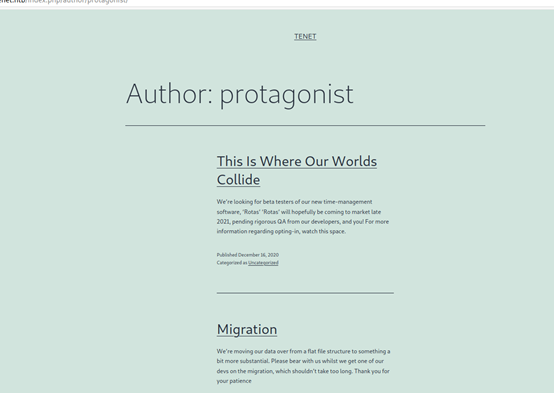 enet.htb/index.php/author/protagonist/
TENET
Author: protagonist
This Is Where Our Worlds
Collide
We're looking for beta testers of our new time-management
software, 'Rotas' 'Rotas' will hopefully be coming to market late
2021, pending rigorous QA from our developers, and you! For more
information regarding opting-in, watch this space.
Published December 16, 2020
Categorized as Uncategorized
Migration
We're moving our data over from a flat file structure to something a
bit more substantial. Please bear with us whilst we get one of our
devs on the migration, which shouldn't take too long. Thank you for
your patience